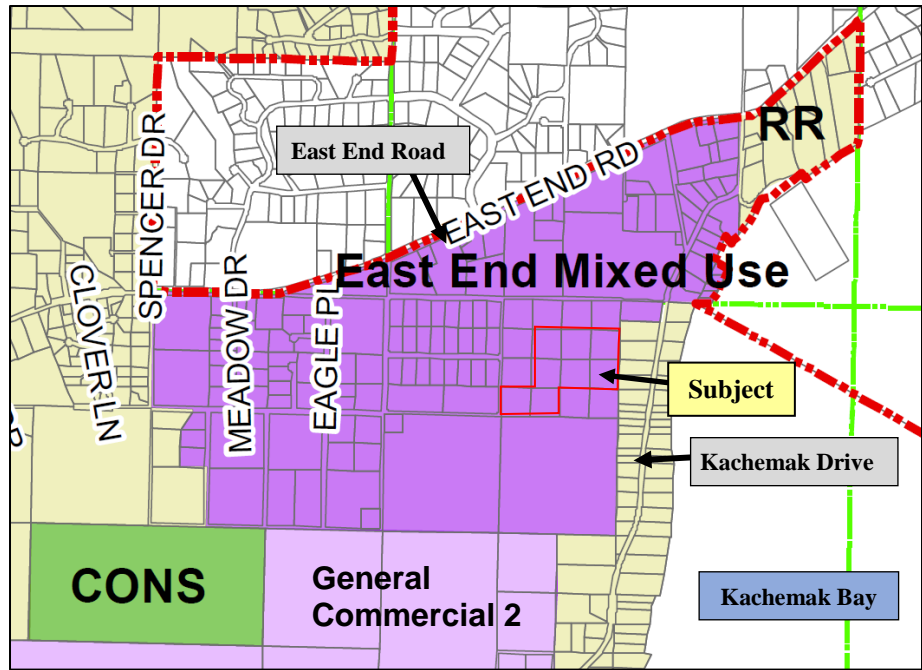 RR
East End Road
EAST END RD
SPENCER DR
East End Mixed Use
CLOVER LN
MEADOW DR
EAGLE PL
Subject
Kachemak Drive
CONS
General
Commercial 2
Kachemak Bay